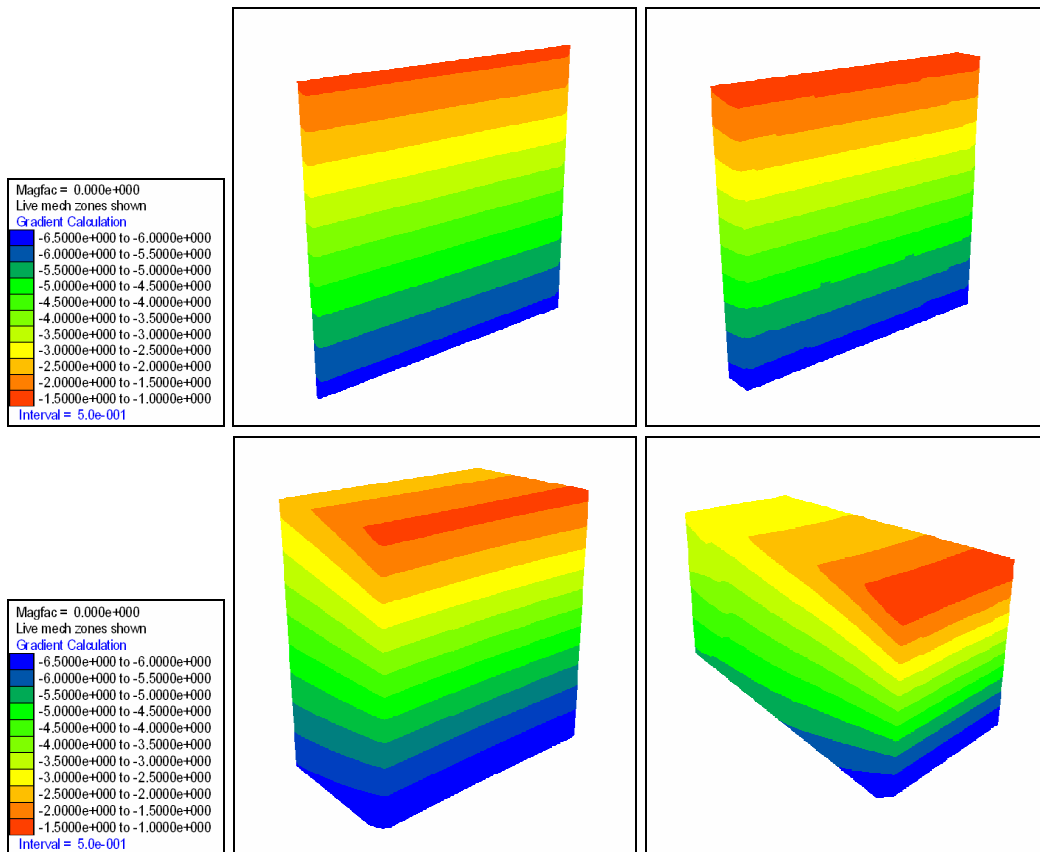 Magfac = 0.000e+000
Live mech zones shown
Gradient Calculation
-6.5000e+000 to -6.0000e+000
-6.0000e+000 to -5.5000e+000
-5.5000e+000 to -5.0000e+000
-5.0000e+000 to -4.5000e+000
-4.5000e+000 to -4.0000e+000
-4.0000e+000 to -3.5000e+000
-3.5000e+000 to -3.0000e+000
-3.0000e+000 to -2.5000e+000
-2.5000e+000 to -2.0000e+000
-2.0000e+000 to -1.5000e+000
-1.5000e+000 to -1.0000e+000
Interval = 5.0e-001
Magfac = 0.000e+000
Live mech zones shown
Gradient Calculation
-6.5000e+000 to -6.0000e+000
-6.0000e+000 to -5.5000e+000
-5.5000e+000 to -5.0000e+000
-5.0000e+000 to -4.5000e+000
-4.5000e+000 to -4.0000e+000
-4.0000e+000 to -3.5000e+000
-3.5000e+000 to -3.0000e+000
-3.0000e+000 to -2.5000e+000
-2.5000e+000 to -2.0000e+000
-2.0000e+000 to -1.5000e+000
-1.5000e+000 to -1.0000e+000
Interval = 5.0e-001